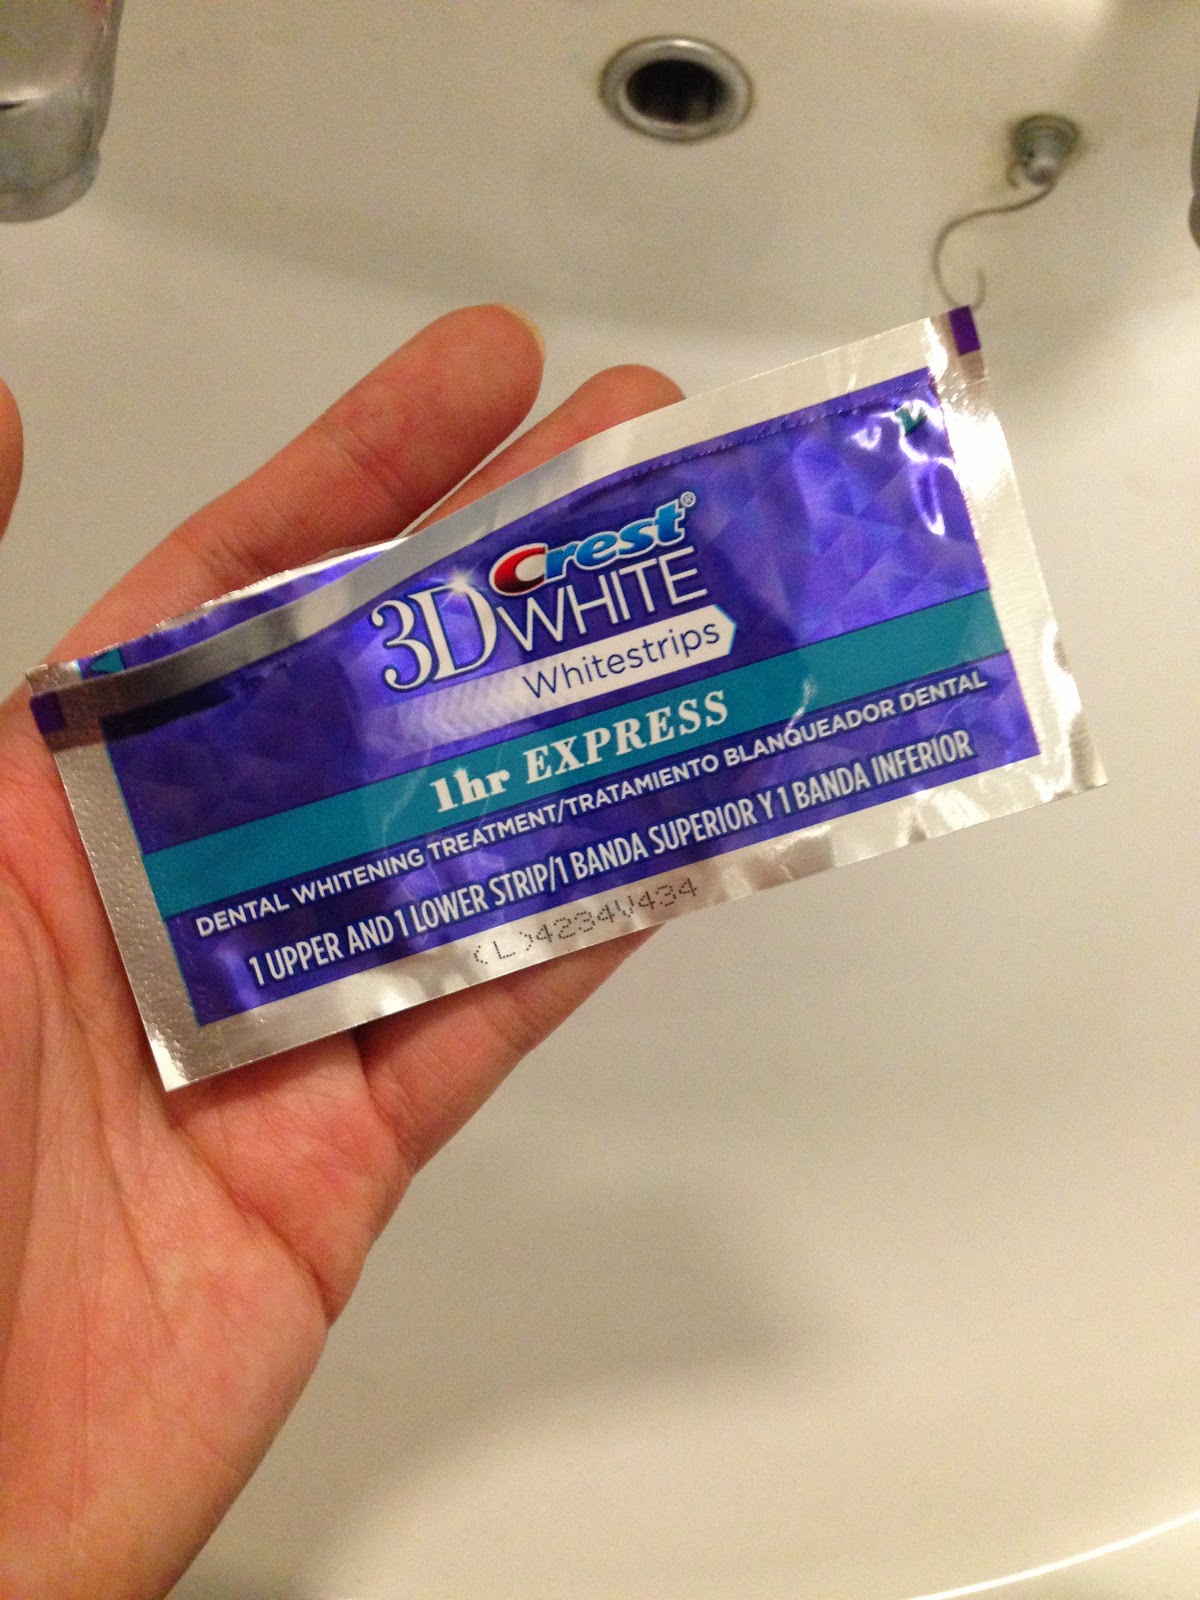 Crest®
3D WHITE
Whitestrips
1hr EXPRESS
DENTAL WHITENING TREATMENT/TRATAMIENTO BLANQUEADOR DENTAL
1 UPPER AND 1 LOWER STRIP/1 BANDA SUPERIOR Y 1 BANDA INFERIOR
(L)4234V434